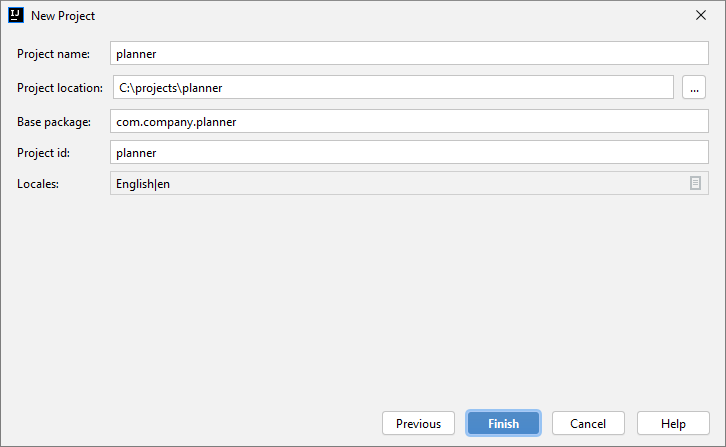 IJ New Project
Project name: planner
Project location: C:\projects\planner ...
Base package: com.company.planner
Project id: planner
Locales: English|en
Previous Finish Cancel Help